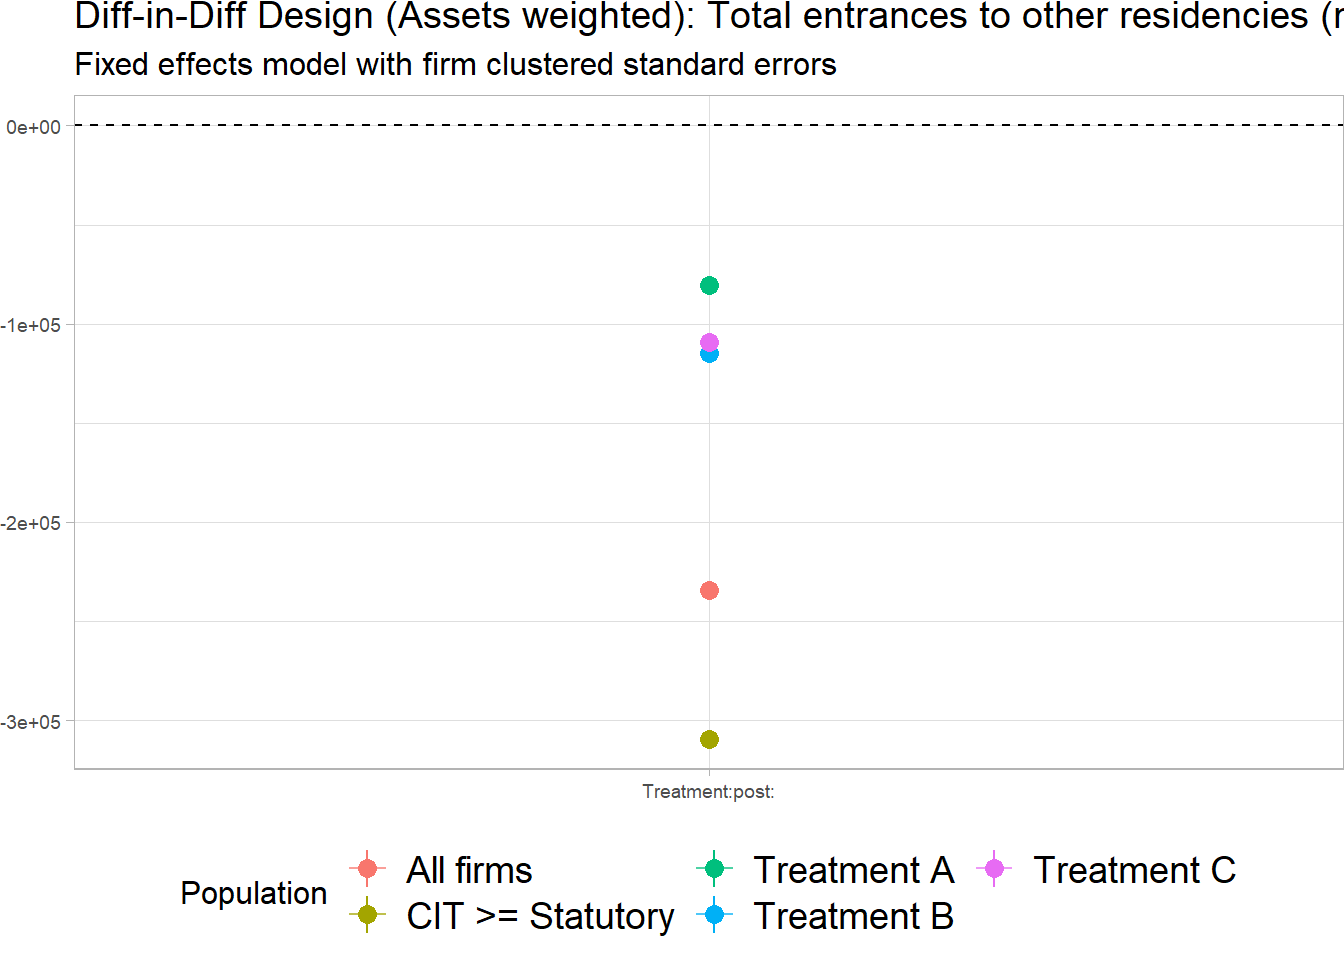 Diff-in-Diff Design (Assets weighted): Total entrances to other residencies (
Fixed effects model with firm clustered standard errors
0e+00
-1e+05
-2e+05
-3e+05
Treatment:post:
Population
All firms
CIT >= Statutory
Treatment A
Treatment B
Treatment C